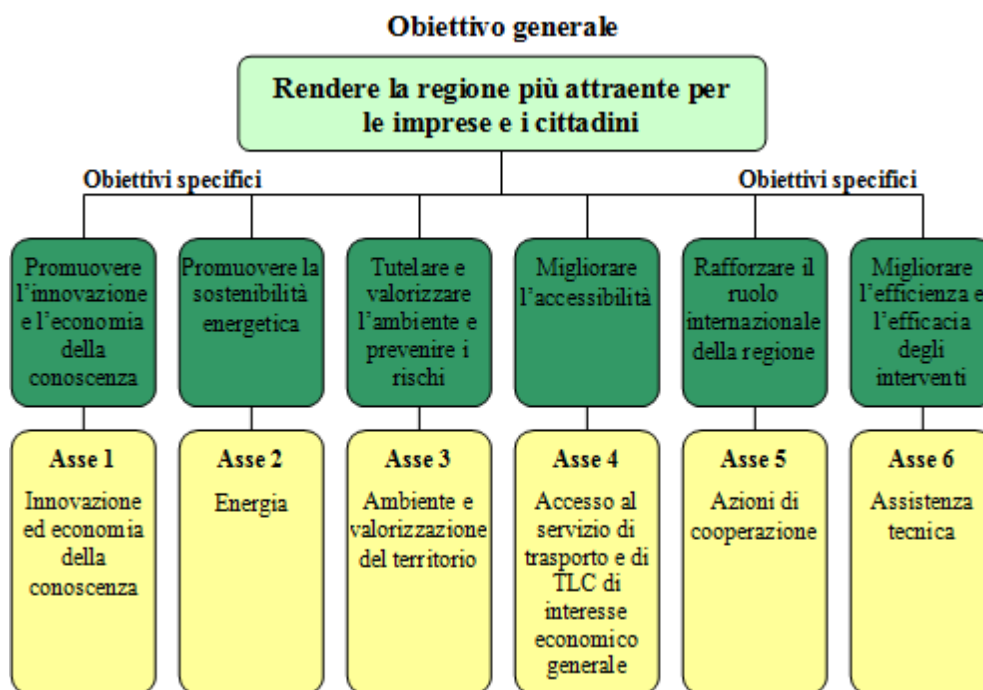 Obiettivo generale
Rendere la regione più attraente per
le imprese e i cittadini
Obiettivi specifici
Obiettivi specifici
Promuovere
l'innovazione
e l'economia
della
conoscenza
Promuovere la
sostenibilità
energetica
Tutelare e
valorizzare
l'ambiente e
prevenire i
rischi
Migliorare
l'accessibilità
Rafforzare il
ruolo
internazionale
della regione
Migliorare
l'efficienza e
l'efficacia
degli
interventi
Asse 1
Innovazione
ed economia
della
conoscenza
Asse 2
Energia
Asse 3
Ambiente e
valorizzazione
del territorio
Asse 4
Accesso al
servizio di
trasporto e di
TLC di
interesse
economico
generale
Asse 5
Azioni di
cooperazione
Asse 6
Assistenza
tecnica